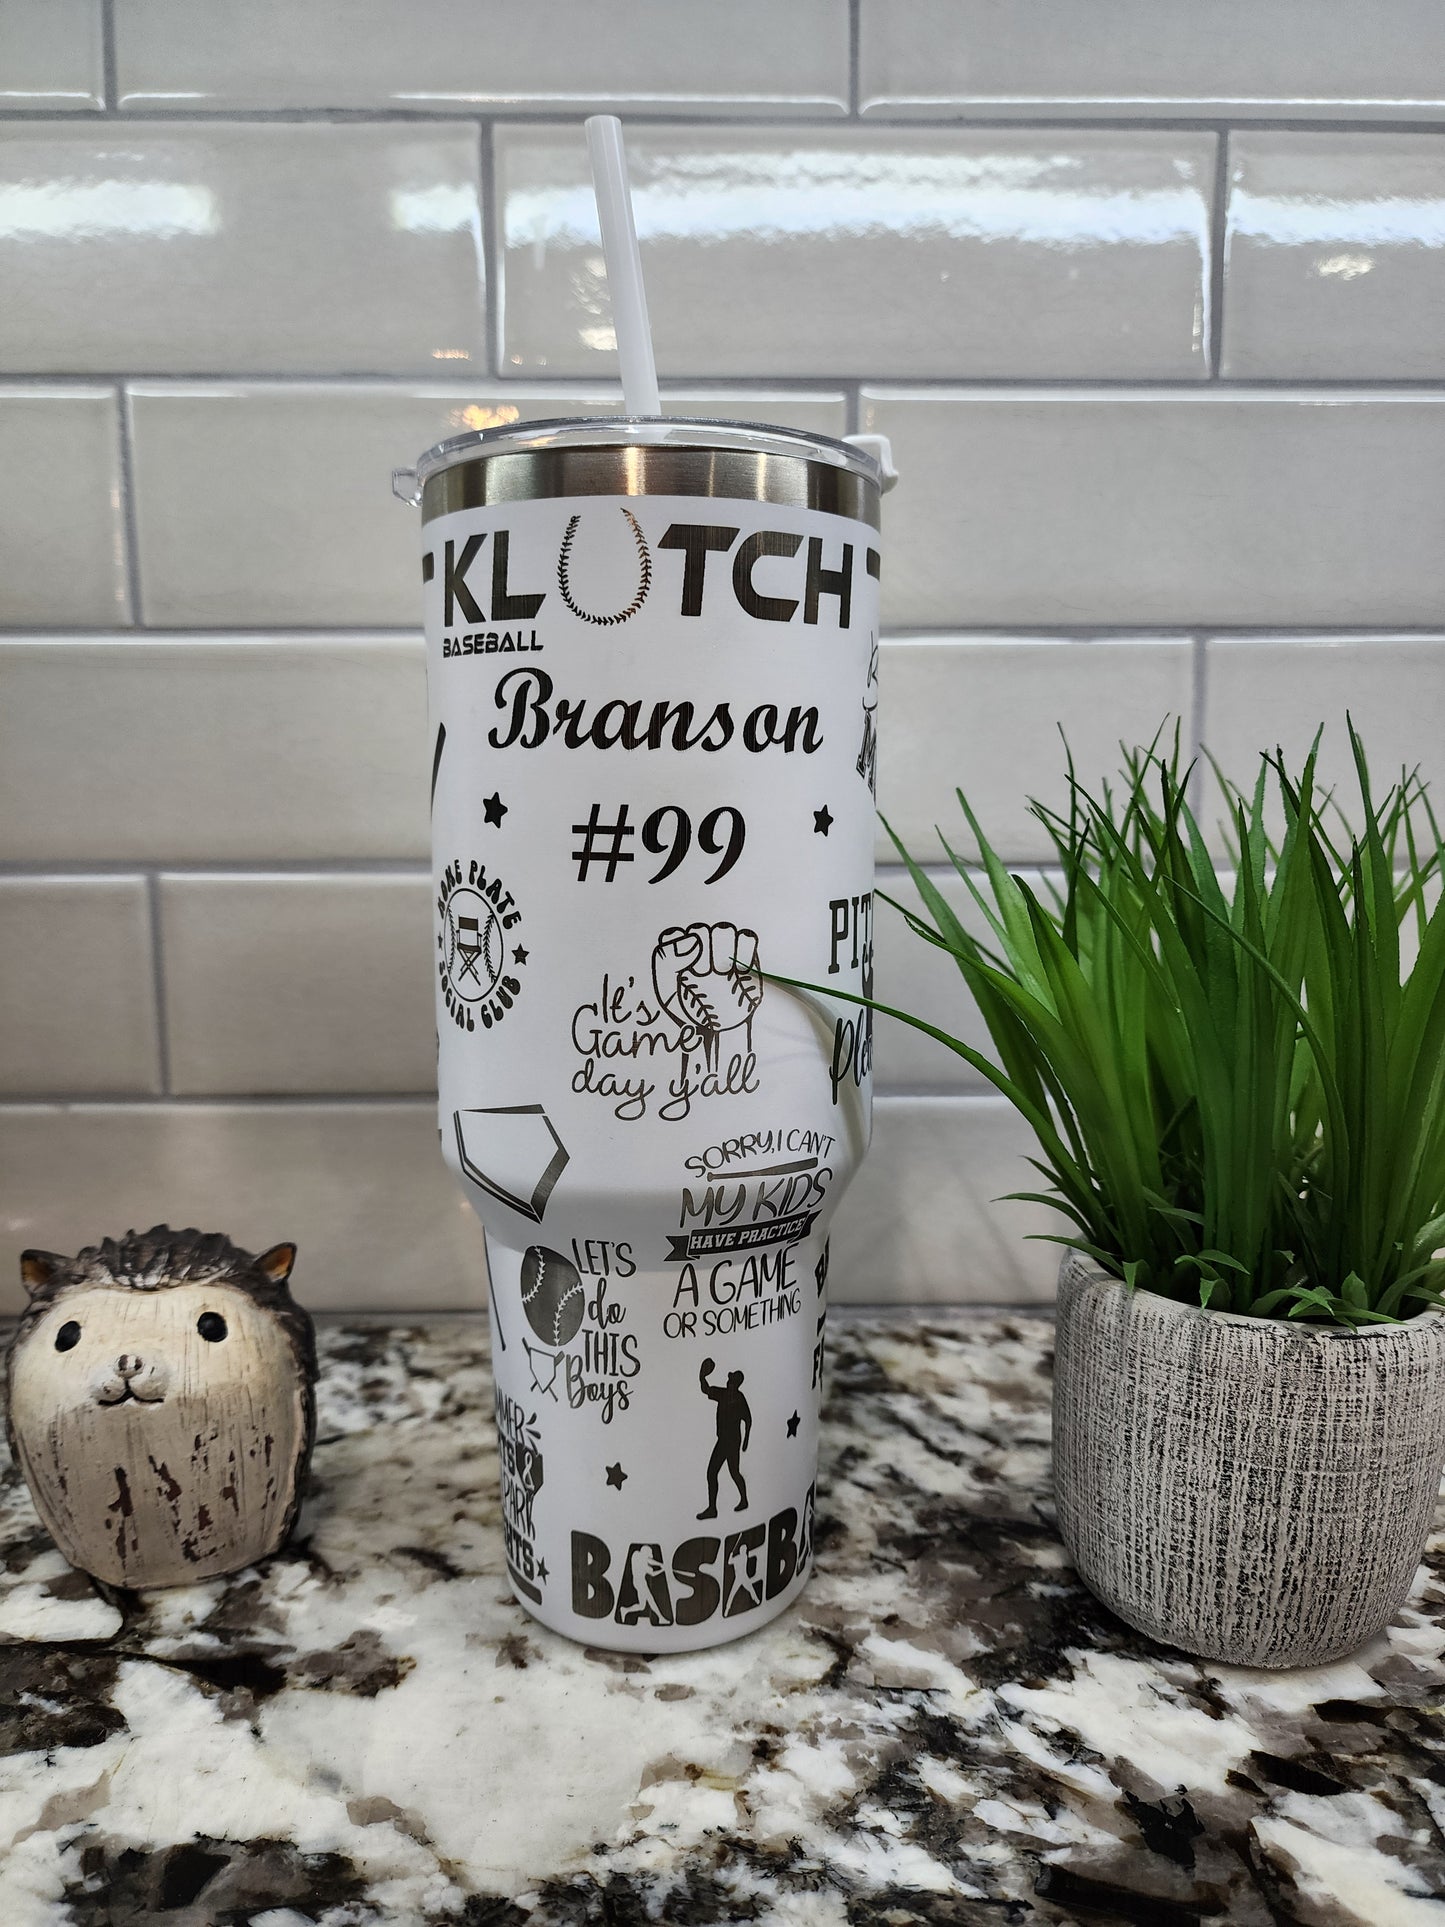 KLUTCH
BASEBALL
Branson
#99
HOME PLATE
SOCIAL CLUB
It's
Game
day y'all
SORRY, I CAN'T
MY KIDS
HAVE PRACTICE
A GAME
OR SOMETHING
LET'S
do
THIS
Boys